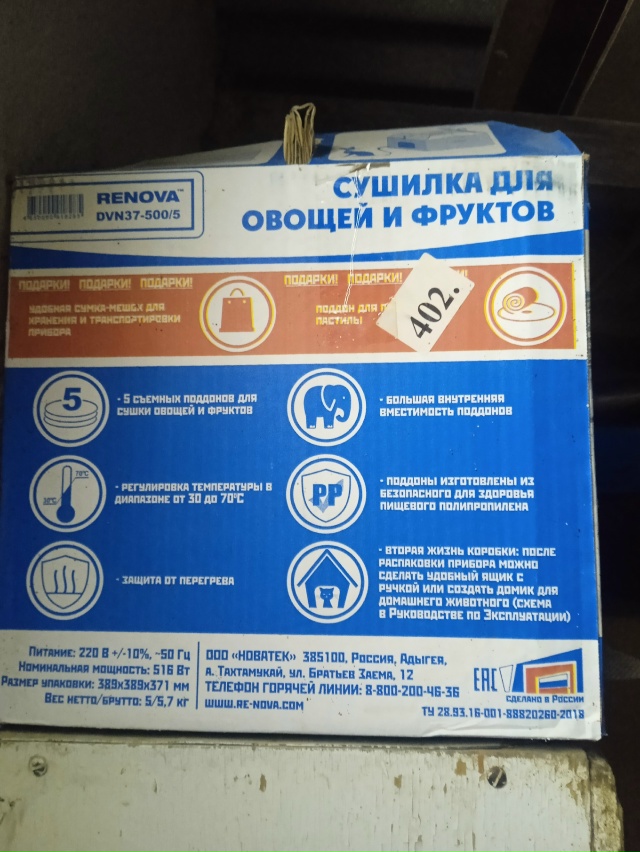 RENOVA™
DVN37-500/5
СУШИЛКА ДЛЯ
ОВОЩЕЙ И ФРУКТОВ
ПОДАРКИ! ПОДАРКИ! ПОДАРКИ!
УДОБНАЯ СУМКА-МЕШОК ДЛЯ
ХРАНЕНИЯ И ТРАНСПОРТИРОВКИ
ПРИБОРА
ПОДАРКИ! ПОДАРКИ!
ПОДДОН ДЛЯ
ПАСТИЛЫ
402.
5
- 5 СЪЕМНЫХ ПОДДОНОВ ДЛЯ
СУШКИ ОВОЩЕЙ И ФРУКТОВ
- БОЛЬШАЯ ВНУТРЕННЯЯ
ВМЕСТИМОСТЬ ПОДДОНОВ
70°C
30°C
- РЕГУЛИРОВКА ТЕМПЕРАТУРЫ В
ДИАПАЗОНЕ ОТ 30 ДО 70°C
PP
- ПОДДОНЫ ИЗГОТОВЛЕНЫ ИЗ
БЕЗОПАСНОГО ДЛЯ ЗДОРОВЬЯ
ПИЩЕВОГО ПОЛИПРОПИЛЕНА
- ЗАЩИТА ОТ ПЕРЕГРЕВА
- ВТОРАЯ ЖИЗНЬ КОРОБКИ: ПОСЛЕ
РАСПАКОВКИ ПРИБОРА МОЖНО
СДЕЛАТЬ УДОБНЫЙ ЯЩИК С
РУЧКОЙ ИЛИ СОЗДАТЬ ДОМИК ДЛЯ
ДОМАШНЕГО ЖИВОТНОГО (СХЕМА
В РУКОВОДСТВЕ ПО ЭКСПЛУАТАЦИИ)
ПИТАНИЕ: 220 В +/-10%, ~50 ГЦ
НОМИНАЛЬНАЯ МОЩНОСТЬ: 516 ВТ
РАЗМЕР УПАКОВКИ: 389х389х371 ММ
ВЕС НЕТТО/БРУТТО: 5/5,7 КГ
ООО «НОВАТЕК» 385100, РОССИЯ, АДЫГЕЯ,
А. ТАХТАМУКАЙ, УЛ. БРАТЬЕВ ЗАЕМА, 12
ТЕЛЕФОН ГОРЯЧЕЙ ЛИНИИ: 8-800-200-46-36
WWW.RE-NOVA.COM
EAC
СДЕЛАНО В РОССИИ
ТУ 28.93.16-001-88820260-2018